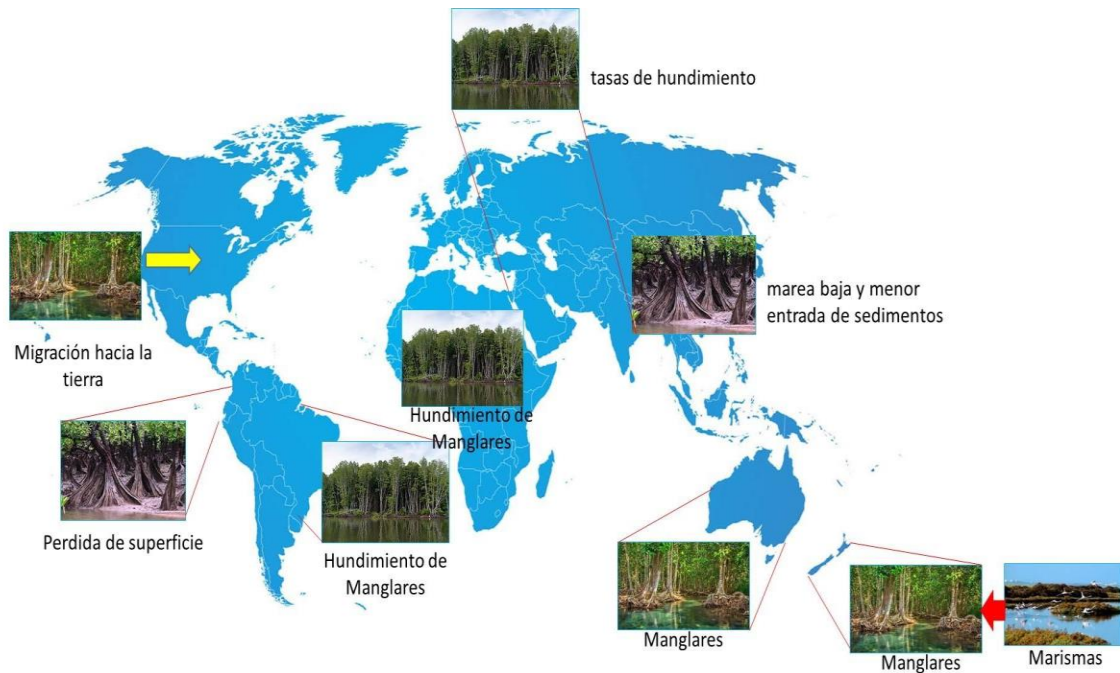 tasas de hundimiento
marea baja y menor
entrada de sedimentos
Migración hacia la
tierra
Hundimiento de
Manglares
Perdida de superficie
Hundimiento de
Manglares
Manglares
Manglares
Marismas